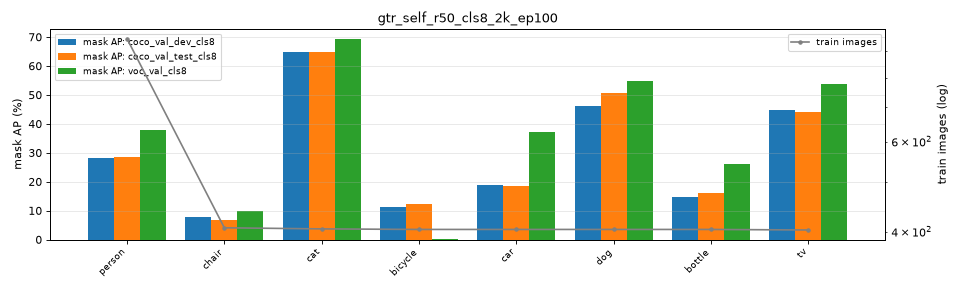 gtr_self_r50_cls8_2k_ep100
mask AP: coco_val_dev_cls8
mask AP: coco_val_test_cls8
mask AP: voc_val_cls8
train images
mask AP (%)
70
60
50
40
30
20
10
0
train images (log)
6 × 10²
4 × 10²
person
chair
cat
bicycle
car
dog
bottle
tv